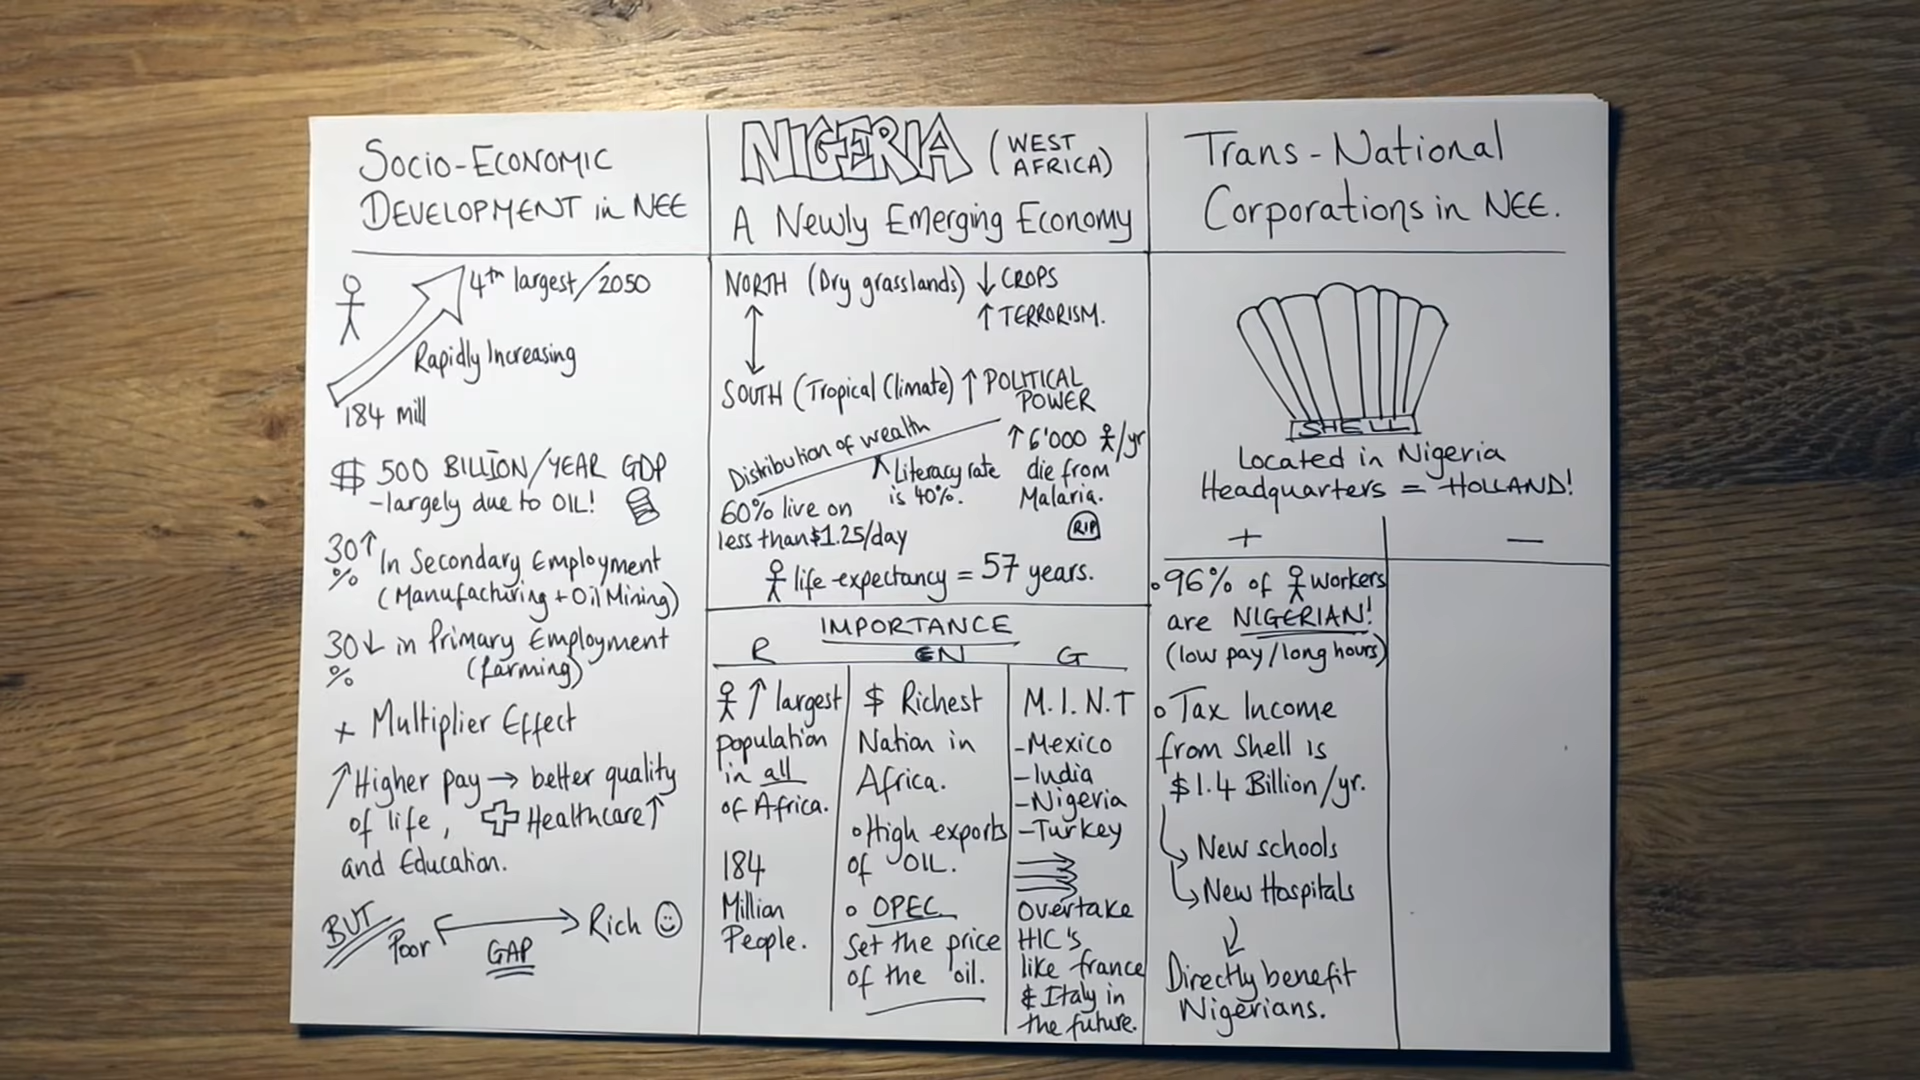 SOCIO-ECONOMIC
DEVELOPMENT in NEE
4th largest/2050
Rapidly Increasing
184 mill
$ 500 BILLION/YEAR GDP
-largely due to OIL!
30%↑ In Secondary Employment
(Manufacturing + Oil Mining)
30%↓ in Primary Employment
(farming)
+ Multiplier Effect
↑Higher pay → better quality
of life, Healthcare↑
and Education.
BUT
Poor
GAP
Rich
NIGERIA (WEST
AFRICA)
A Newly Emerging Economy
NORTH (Dry grasslands) ↓ CROPS
↑ TERRORISM.
SOUTH (Tropical Climate) ↑ POLITICAL
POWER
Distribution of wealth
60% live on
less than $1.25/day
Literacy rate
is 40%.
↑ 6'000 /yr
die from
Malaria.
RIP
life expectancy = 57 years.
IMPORTANCE
R
↑ largest
population
in all
of Africa.
184
Million
People.
EN
$ Richest
Nation in
Africa.
• High exports
of OIL.
• OPEC
Set the price
of the oil.
G
M.I.N.T
-Mexico
-India
-Nigeria
-Turkey
Overtake
HIC's
like france
& Italy in
the future.
Trans-National
Corporations in NEE.
SHELL
Located in Nigeria
Headquarters = HOLLAND!
+
• 96% of workers
are NIGERIAN!
(low pay/long hours)
• Tax Income
from Shell is
$1.4 Billion/yr.
New schools
New Hospitals
Directly benefit
Nigerians.
−